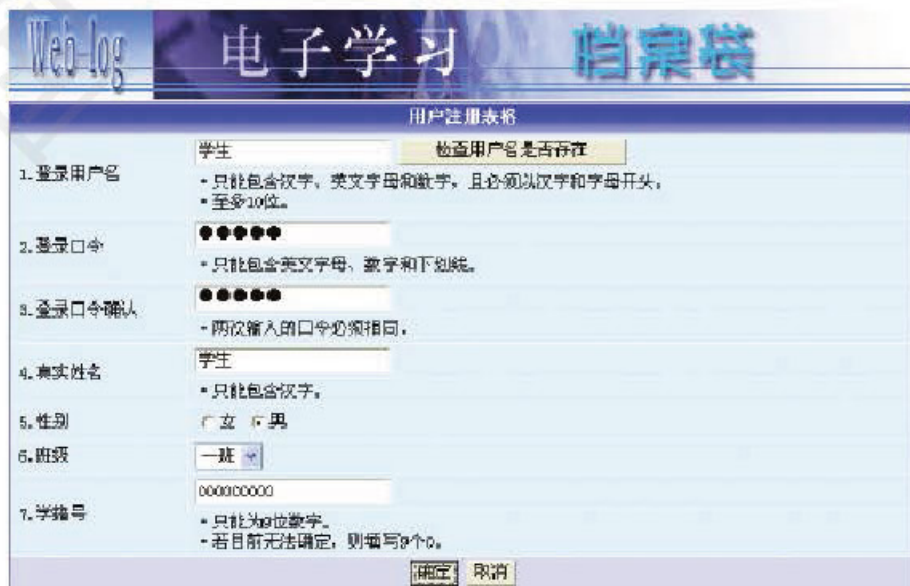 Web-log 电子学习 档案袋
用户注册表格
1.登录用户名
学生 检查用户名是否存在
·只能包含汉字、英文字母和数字，且必须以汉字和字母开头。
·至多10位。
2.登录口令
●●●●●
·只能包含英文字母、数字和下划线。
3.登录口令确认
●●●●●
·两次输入的口令必须相同。
4.真实姓名
学生
·只能包含汉字。
5.性别
女 男
6.班级
一班
7.学籍号
000000000
·只能为9位数字。
·若目前无法确定，则填写9个0。
确定 取消